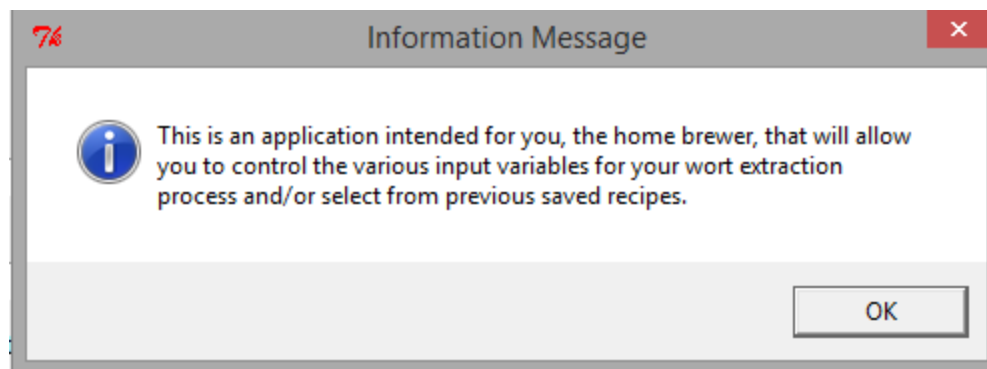 Information Message
This is an application intended for you, the home brewer, that will allow
you to control the various input variables for your wort extraction
process and/or select from previous saved recipes.
OK